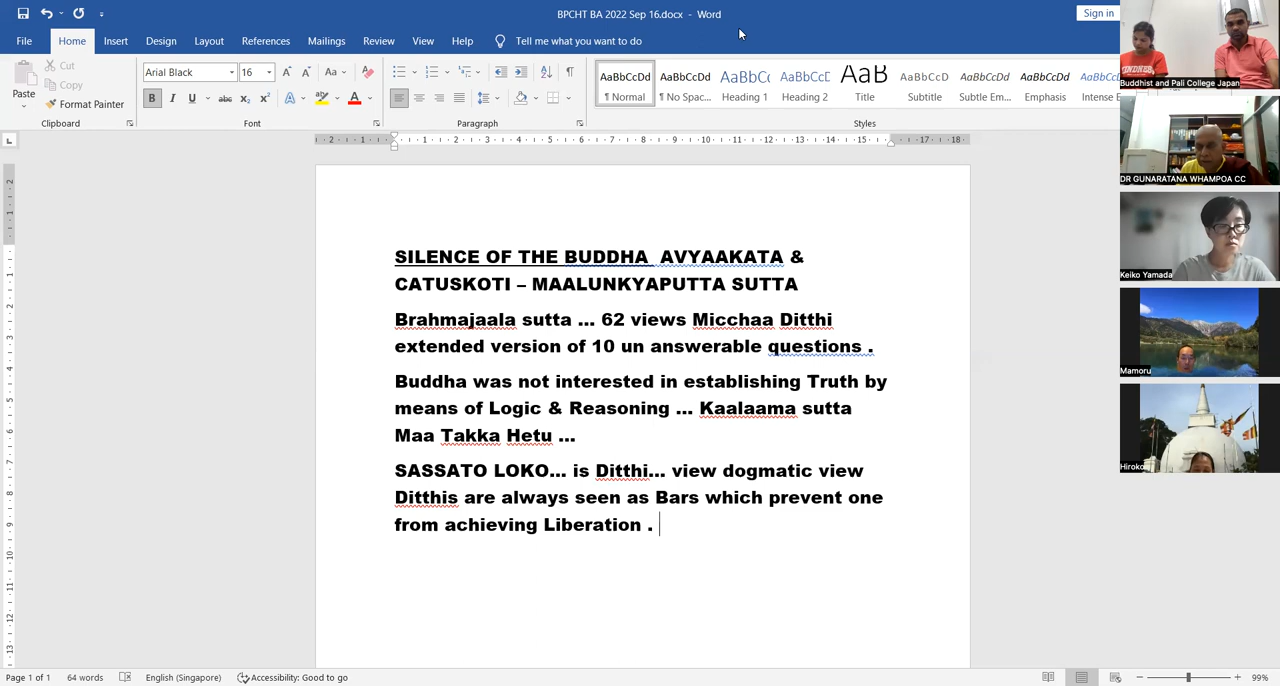 BPCHT BA 2022 Sep 16.docx - Word
Sign in
File Home Insert Design Layout References Mailings Review View Help Tell me what you want to do
Paste
Cut
Copy
Format Painter
Clipboard
Arial Black 16
Font
Paragraph
AaBbCcDd AaBbCcDd AaBbCc AaBbCcD AaB AaBbCcD AaBbCcDd AaBbCcDd
¶ Normal ¶ No Spac... Heading 1 Heading 2 Title Subtitle Subtle Em... Emphasis Intense E
Styles
SILENCE OF THE BUDDHA AVYAAKATA &
CATUSKOTI – MAALUNKYAPUTTA SUTTA
Brahmajaala sutta ... 62 views Micchaa Ditthi
extended version of 10 un answerable questions .
Buddha was not interested in establishing Truth by
means of Logic & Reasoning ... Kaalaama sutta
Maa Takka Hetu ...
SASSATO LOKO... is Ditthi... view dogmatic view
Ditthis are always seen as Bars which prevent one
from achieving Liberation .
Page 1 of 1 64 words English (Singapore) Accessibility: Good to go 99%
Buddhist and Pali College Japan
DR GUNARATANA WHAMPOA CC
Keiko Yamada
Mamoru
Hiroko